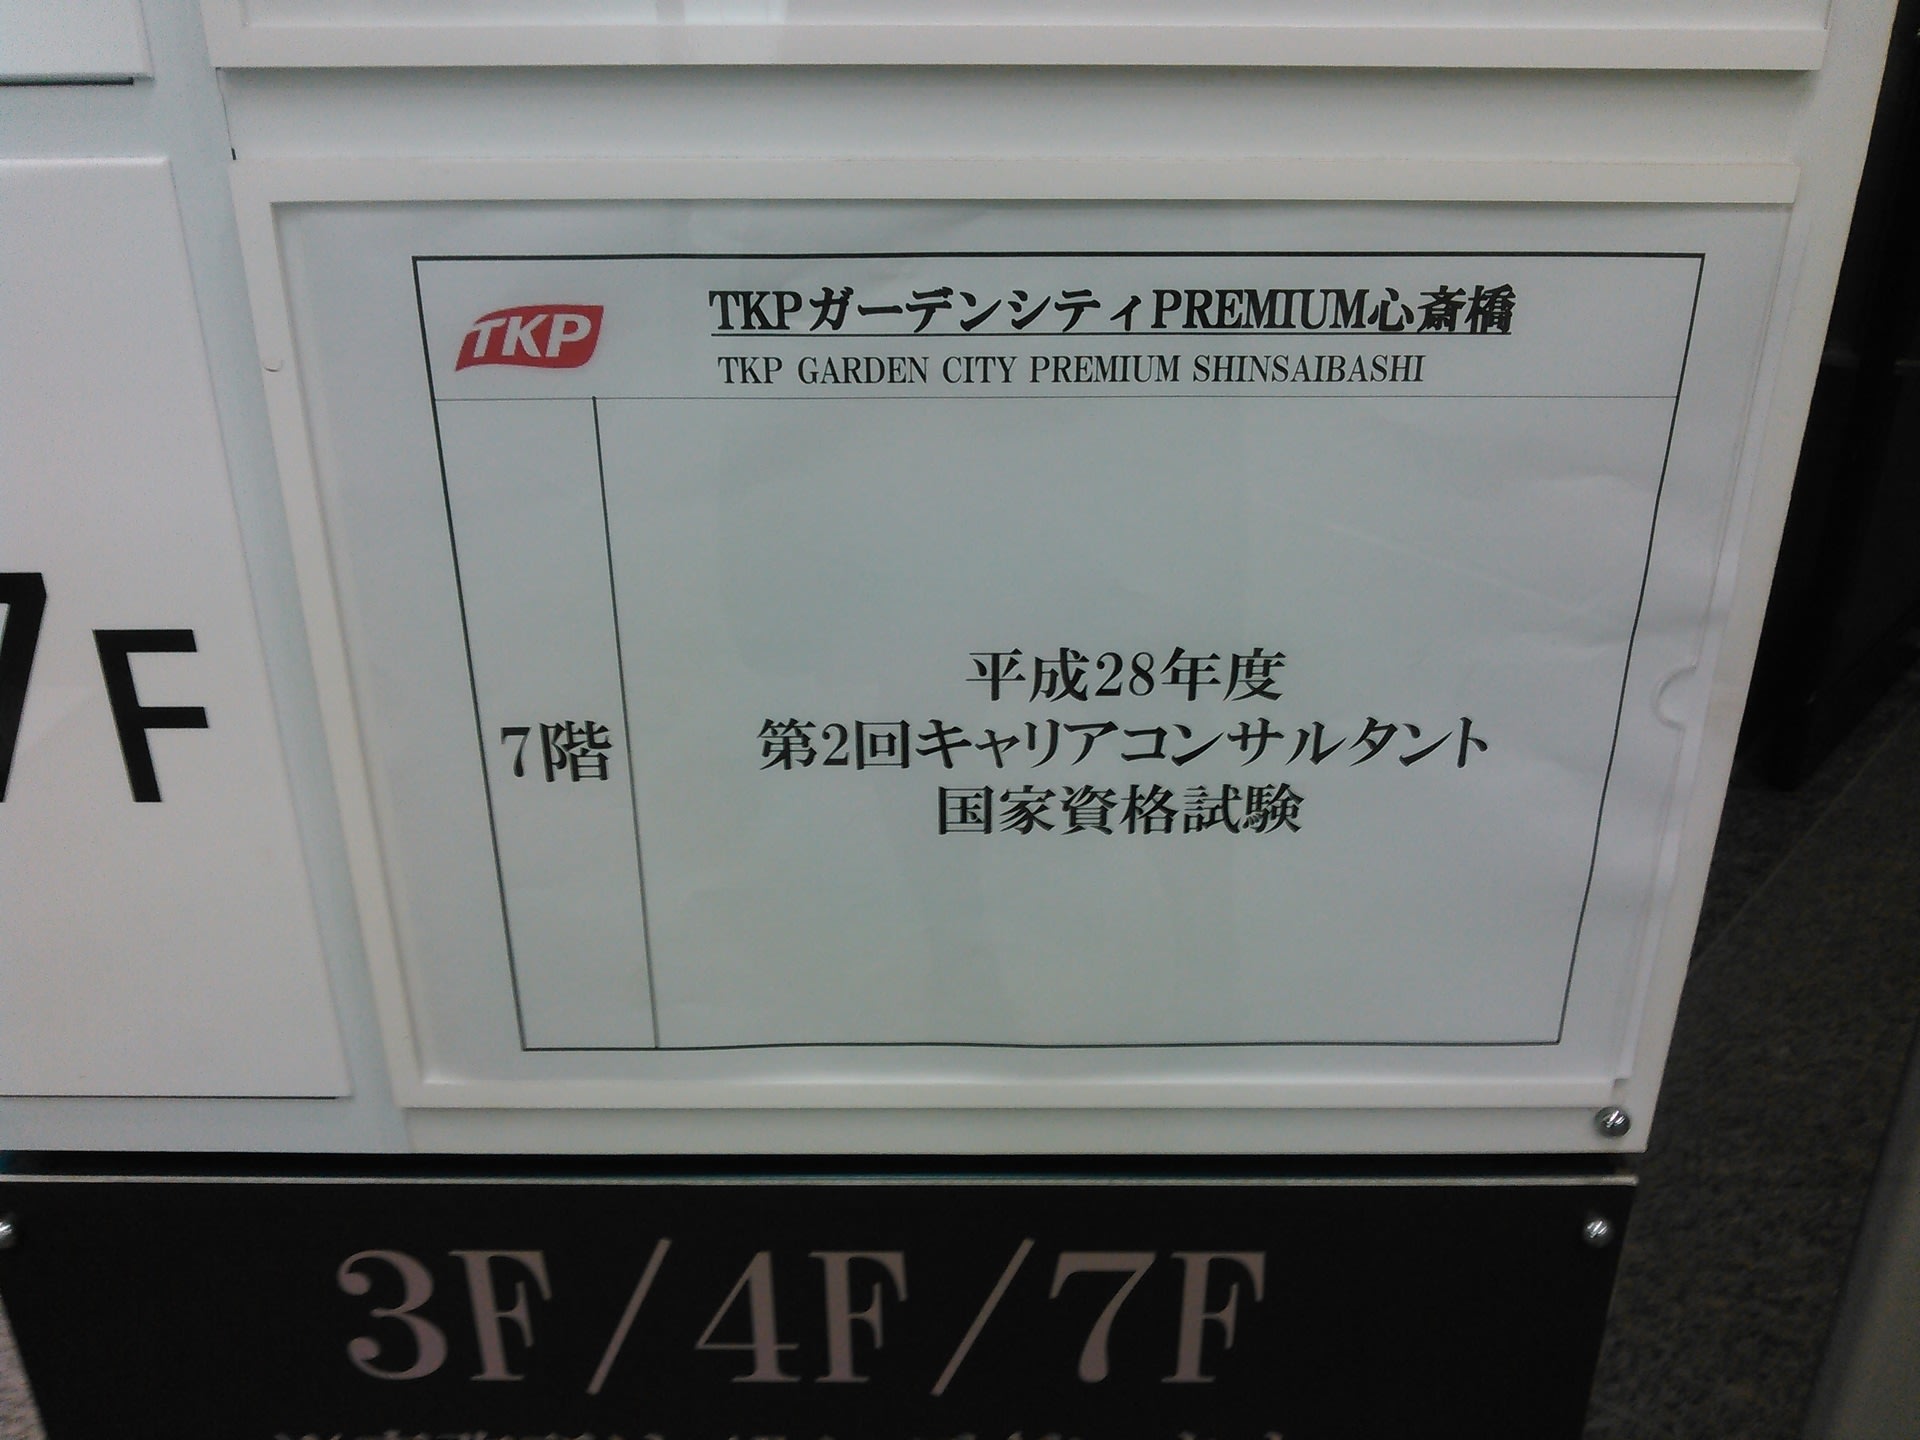 TKP
TKPガーデンシティPREMIUM心斎橋
TKP GARDEN CITY PREMIUM SHINSAIBASHI
7F
7階
平成28年度
第2回キャリアコンサルタント
国家資格試験
3F/4F/7F